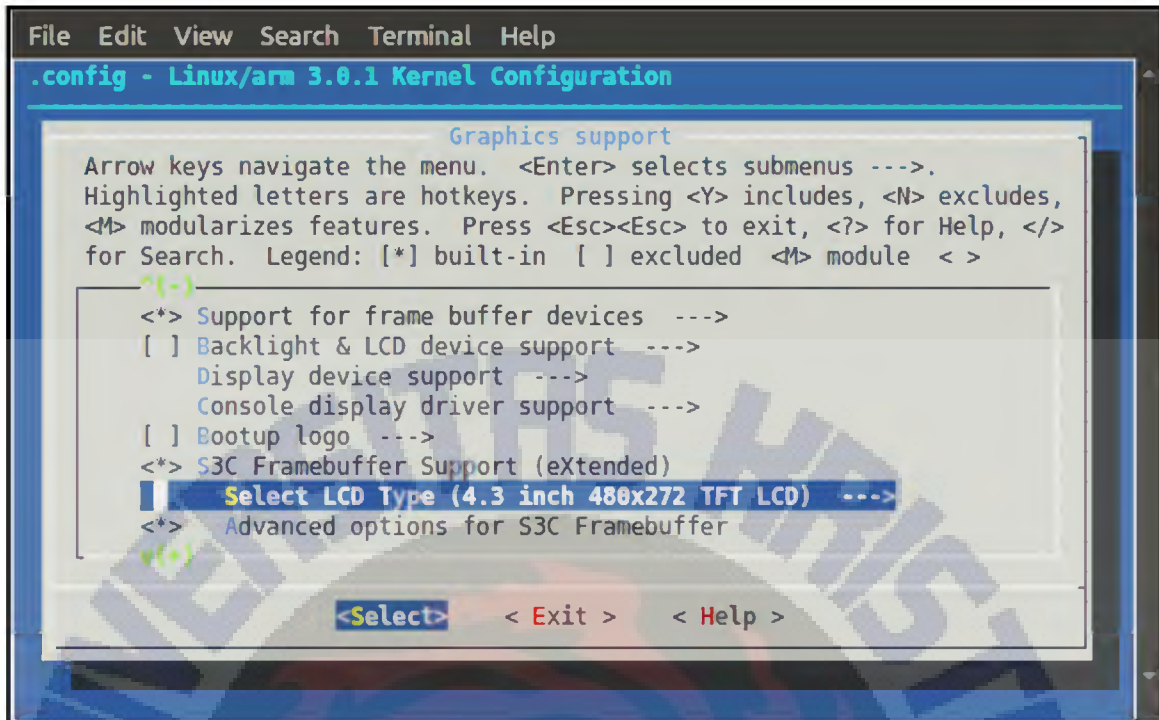 File Edit View Search Terminal Help
.config - Linux/arm 3.0.1 Kernel Configuration
Graphics support
Arrow keys navigate the menu. <Enter> selects submenus --->.
Highlighted letters are hotkeys. Pressing <Y> includes, <N> excludes,
<M> modularizes features. Press <Esc><Esc> to exit, <?> for Help, </>
for Search. Legend: [*] built-in [ ] excluded <M> module < >
^(-)
<*> Support for frame buffer devices --->
[ ] Backlight & LCD device support --->
Display device support --->
Console display driver support --->
[ ] Bootup logo --->
<*> S3C Framebuffer Support (eXtended)
Select LCD Type (4.3 inch 480x272 TFT LCD) --->
<*> Advanced options for S3C Framebuffer
v(+)
<Select> < Exit > < Help >